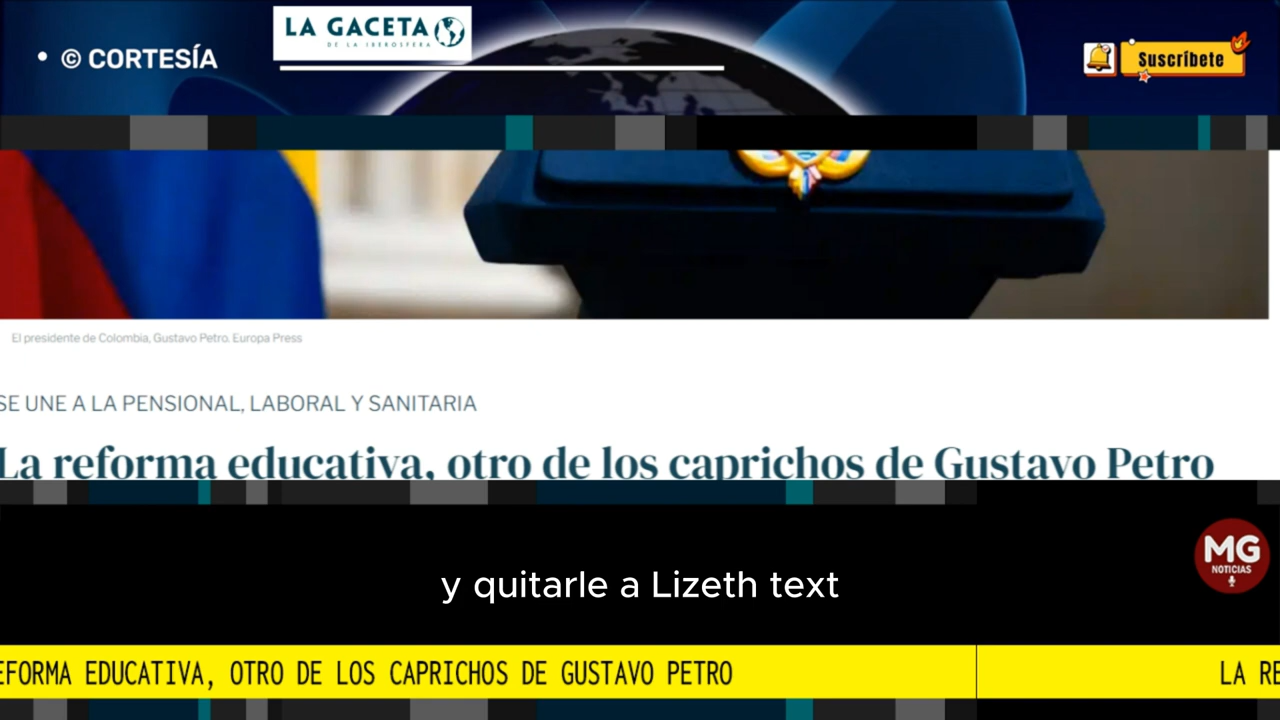 • © CORTESÍA
LA GACETA
DE LA IBEROSFERA
Suscríbete
El presidente de Colombia, Gustavo Petro. Europa Press
SE UNE A LA PENSIONAL, LABORAL Y SANITARIA
La reforma educativa, otro de los caprichos de Gustavo Petro
MG
NOTICIAS
y quitarle a Lizeth text
EFORMA EDUCATIVA, OTRO DE LOS CAPRICHOS DE GUSTAVO PETRO
LA RE